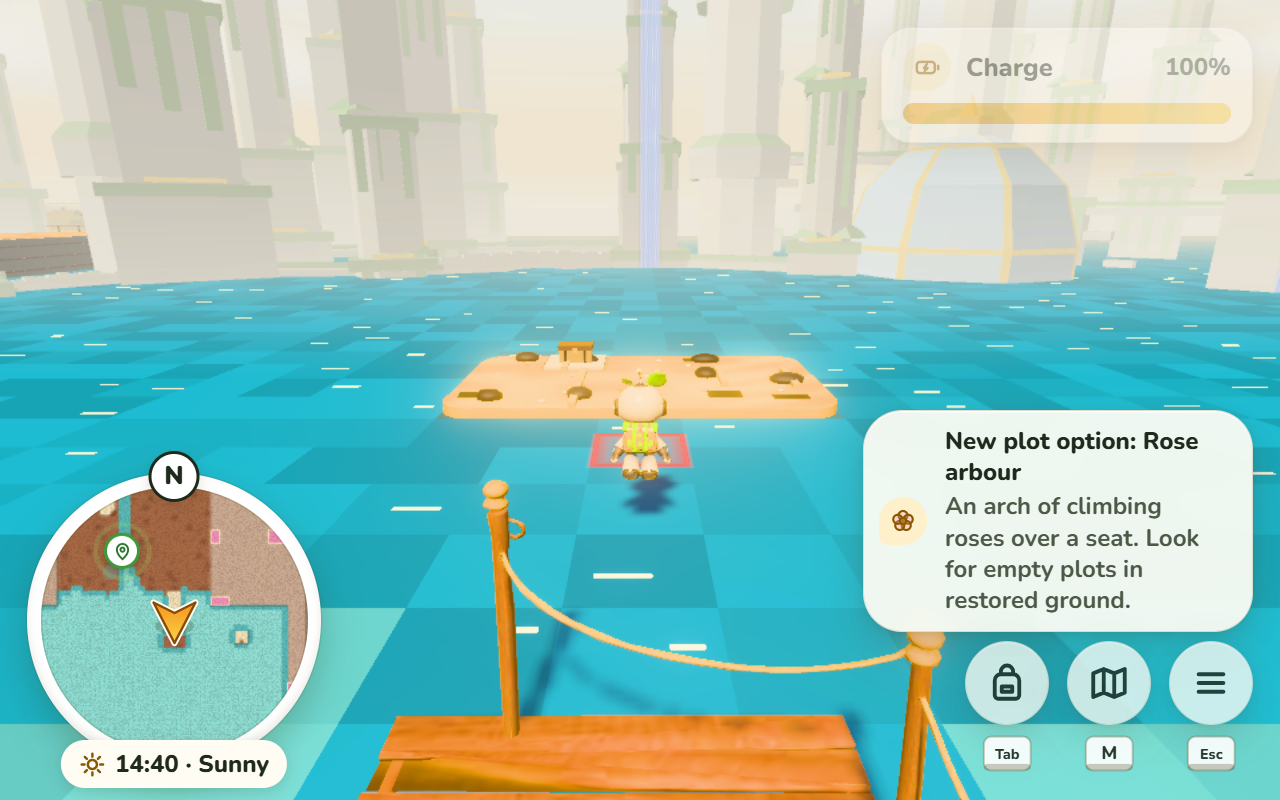 Charge 100%
New plot option: Rose
arbour
An arch of climbing
roses over a seat. Look
for empty plots in
restored ground.
N
14:40 · Sunny
Tab
M
Esc